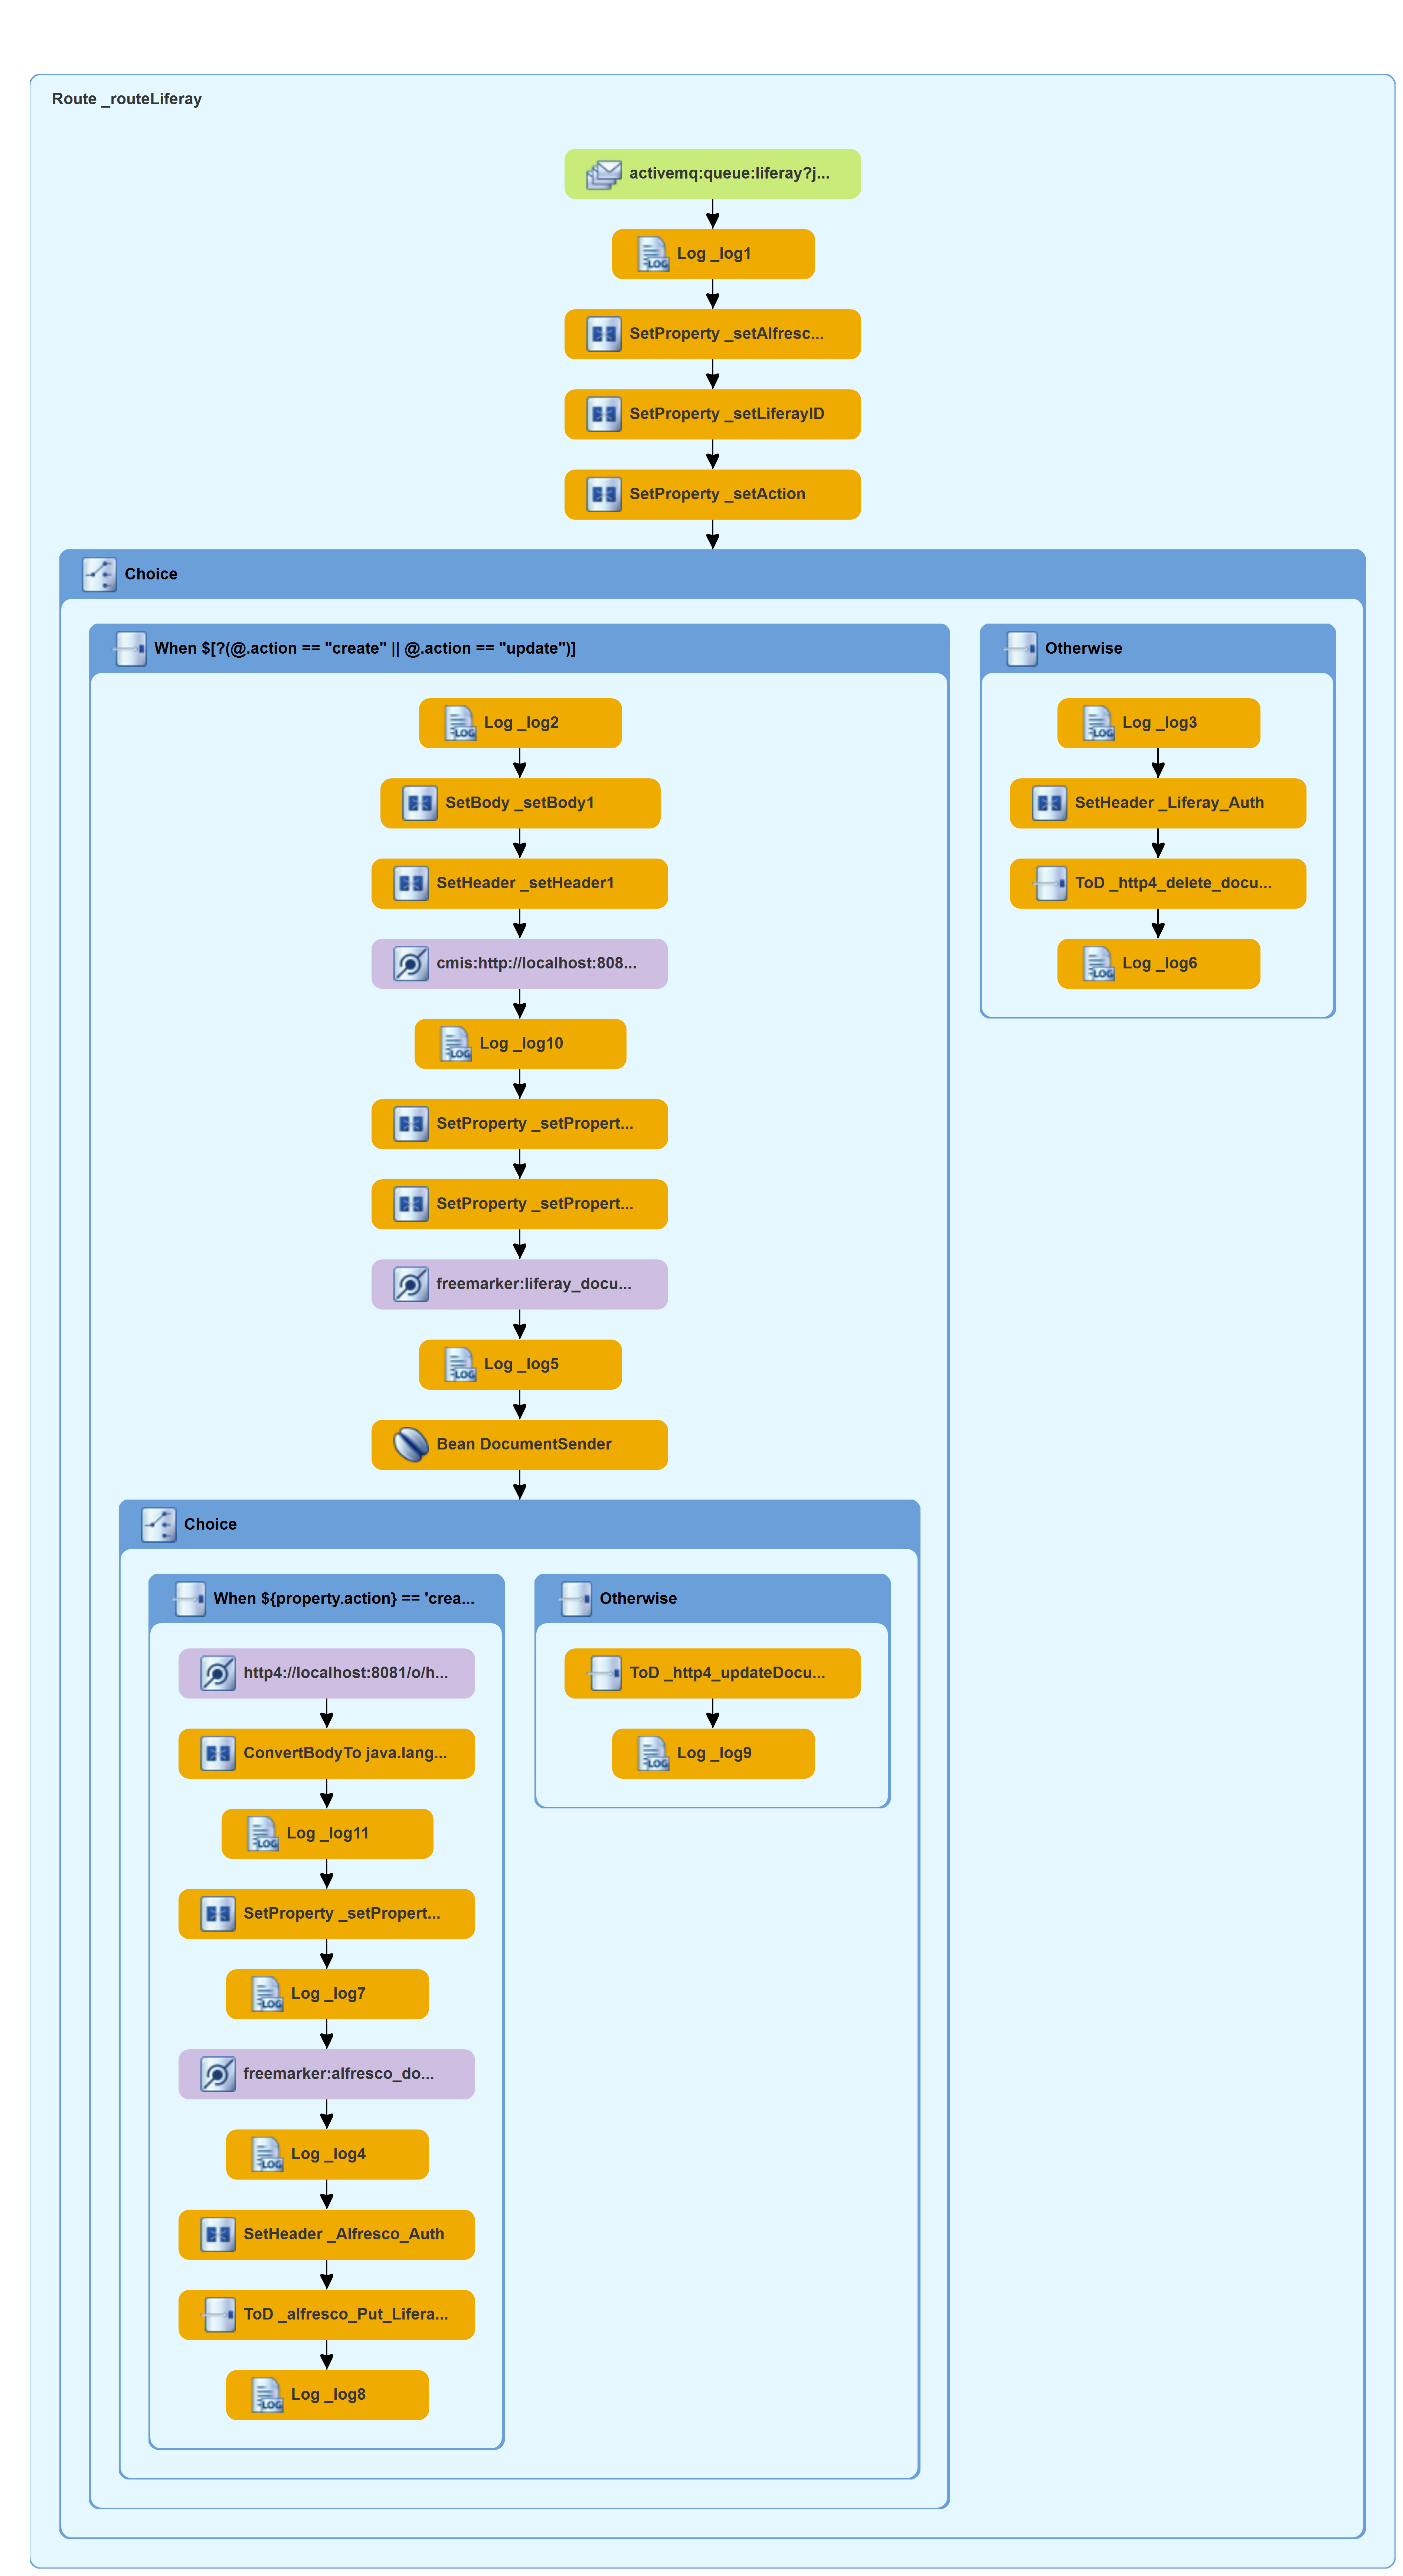 Route _routeLiferay
activemq:queue:liferay?j...
Log _log1
SetProperty _setAlfresc...
SetProperty _setLiferayID
SetProperty _setAction
Choice
When $[?(@.action == "create" || @.action == "update")]
Log _log2
SetBody _setBody1
SetHeader _setHeader1
cmis:http://localhost:808...
Log _log10
SetProperty _setPropert...
SetProperty _setPropert...
freemarker:liferay_docu...
Log _log5
Bean DocumentSender
Choice
When ${property.action} == 'crea...
http4://localhost:8081/o/h...
ConvertBodyTo java.lang...
Log _log11
SetProperty _setPropert...
Log _log7
freemarker:alfresco_do...
Log _log4
SetHeader _Alfresco_Auth
ToD _alfresco_Put_Lifera...
Log _log8
Otherwise
ToD _http4_updateDocu...
Log _log9
Otherwise
Log _log3
SetHeader _Liferay_Auth
ToD _http4_delete_docu...
Log _log6